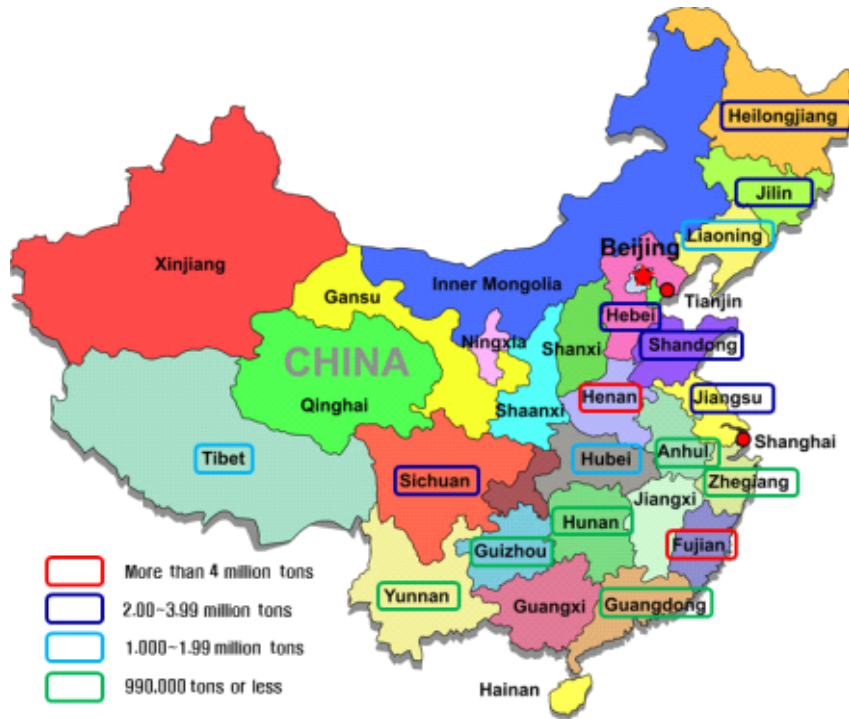 Heilongjiang
Jilin
Liaoning
Beijing
Xinjiang
Inner Mongolia
Gansu
Tianjin
Hebei
Ningxia
Shanxi
Shandong
CHINA
Qinghai
Henan
Jiangsu
Shaanxi
Shanghai
Tibet
Hubei
Anhul
Sichuan
Zhegiang
Jiangxi
Hunan
Guizhou
Fujian
More than 4 million tons
Yunnan
Guangxi
Guangdong
2.00~3.99 million tons
1.000~1.99 million tons
990.000 tons or less
Hainan